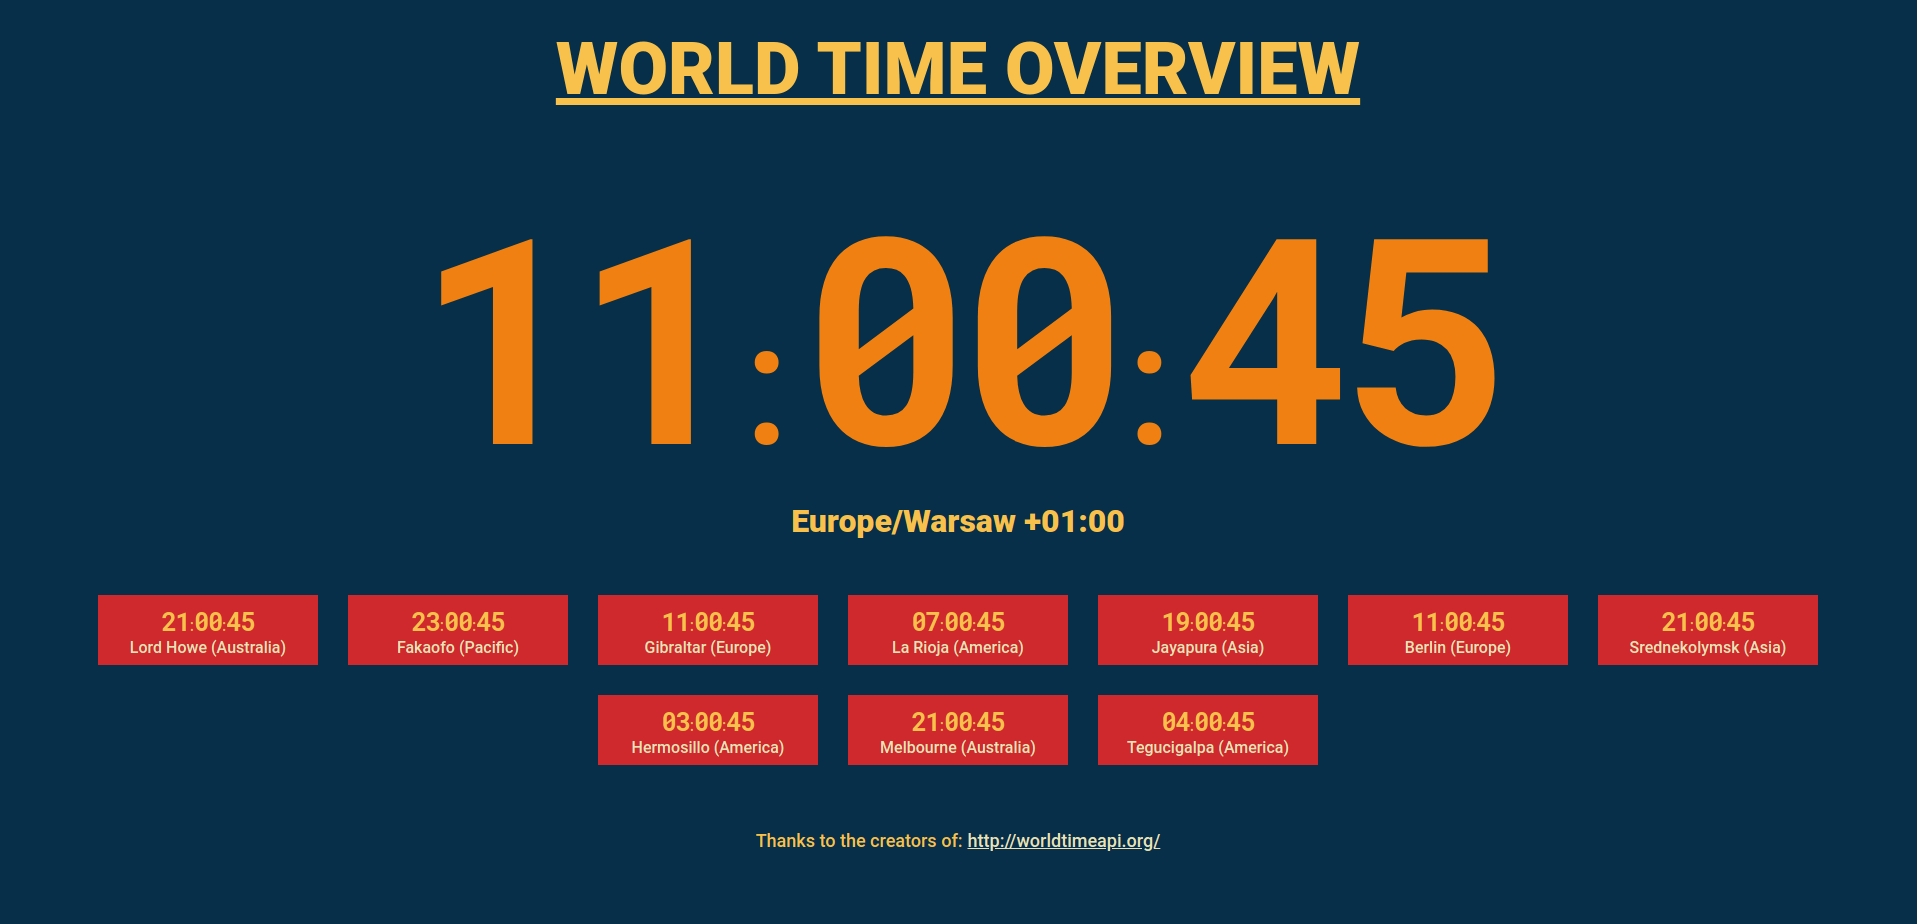 WORLD TIME OVERVIEW
11:00:45
Europe/Warsaw +01:00
21:00:45
Lord Howe (Australia)
23:00:45
Fakaofo (Pacific)
11:00:45
Gibraltar (Europe)
07:00:45
La Rioja (America)
19:00:45
Jayapura (Asia)
11:00:45
Berlin (Europe)
21:00:45
Srednekolymsk (Asia)
03:00:45
Hermosillo (America)
21:00:45
Melbourne (Australia)
04:00:45
Tegucigalpa (America)
Thanks to the creators of: http://worldtimeapi.org/